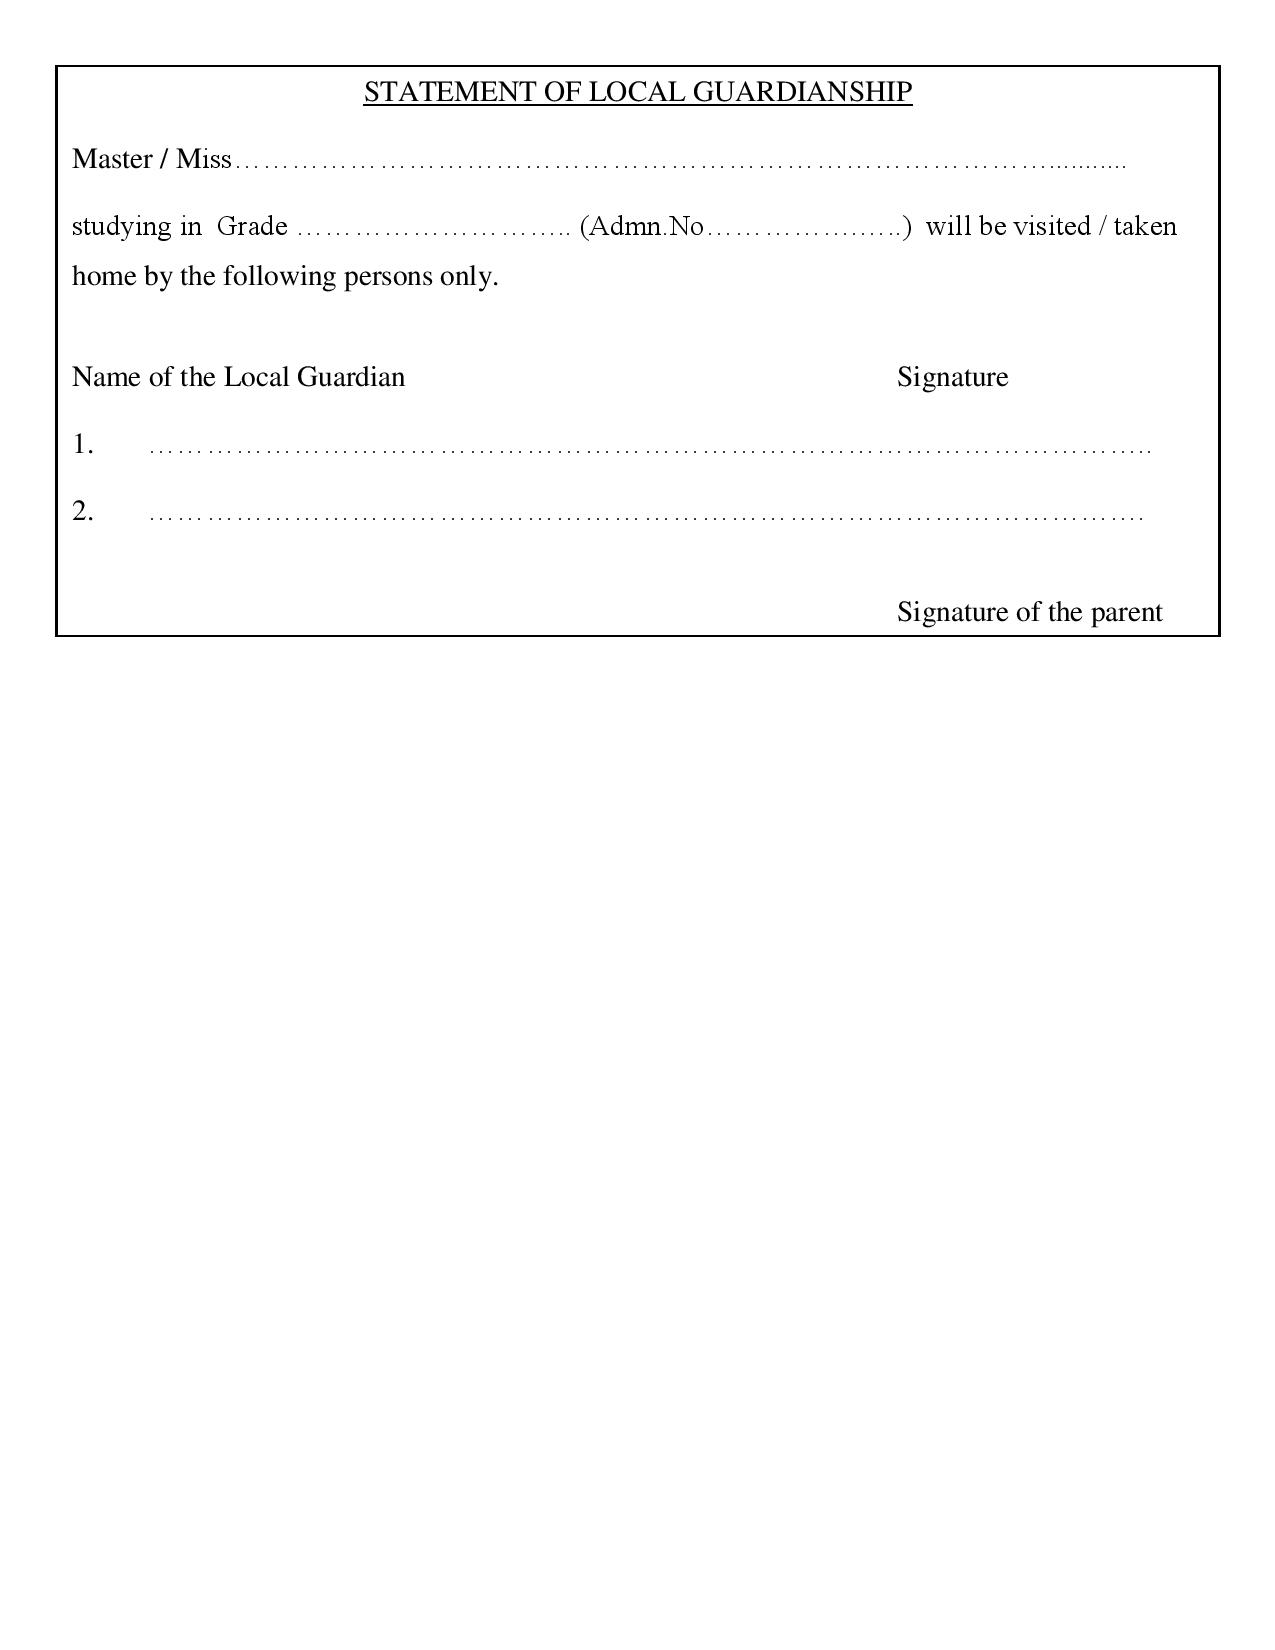 STATEMENT OF LOCAL GUARDIANSHIP
Master / Miss……………………………………………………………………………...........
studying in  Grade ……………………….. (Admn.No………………..)  will be visited / taken
home by the following persons only.
Name of the Local Guardian Signature
1. …………………………………………………………………………………………..
2. ………………………………………………………………………………………….
Signature of the parent